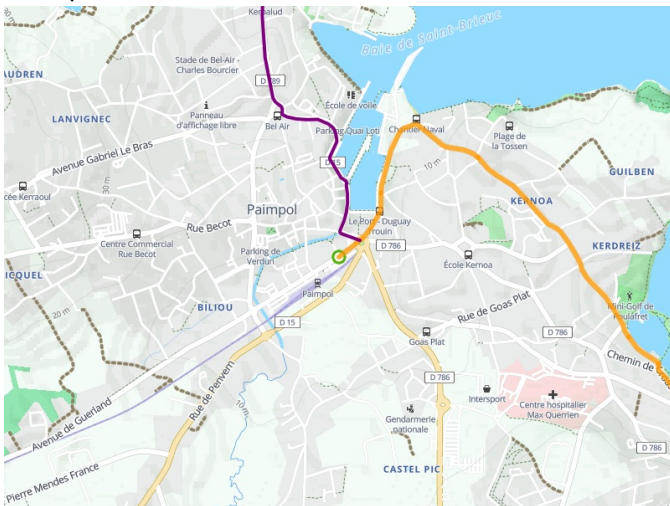 Kerpalud
Baie de Saint-Brieuc
AUDREN
Stade de Bel-Air -
Charles Bourcier
D 789
École de voile
LANVIGNEC
Panneau
d'affichage libre
Bel Air
Parking Quai Loti
Chantier Naval
Plage de
la Tossen
Avenue Gabriel Le Bras
D 15
10 m
GUILBEN
30 m
cée Kerraoul
KERNOA
Paimpol
Rue Becot
Le Port - Duguay
Trouin
Centre Commercial
Rue Becot
Parking de
Verdun
D 786
École Kernoa
KERDREIZ
ICQUEL
Paimpol
Mini-Golf de
Poulafret
20 m
BILIOU
D 15
Rue de Goas Plat
Goas Plat
D 786
Rue de Penvern
Chemin de
D 786
Intersport
Centre hospitalier
Max Querrien
Avenue de Guerland
10 m
Gendarmerie
nationale
D 786
CASTEL PIC
Pierre Mendes France